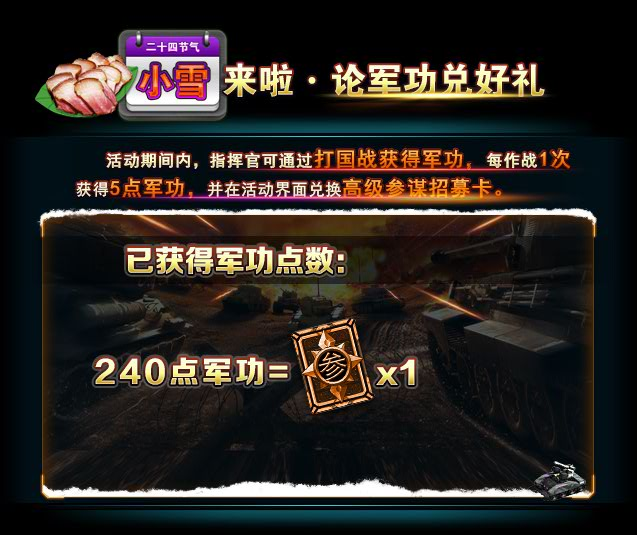 二十四节气
小雪来啦·论军功兑好礼
活动期间内，指挥官可通过打国战获得军功，每作战1次
获得5点军功，并在活动界面兑换高级参谋招募卡。
已获得军功点数:
240点军功=参x1